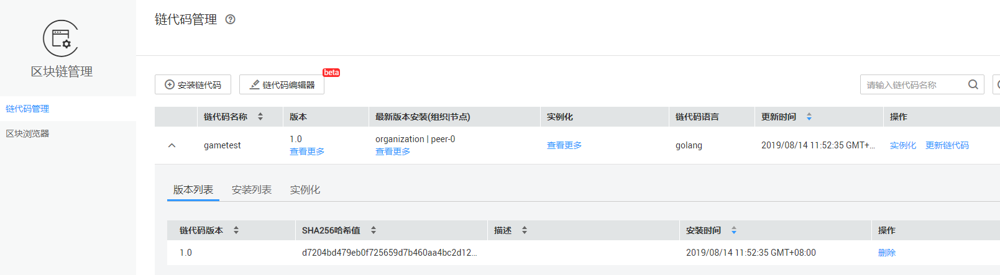 链代码管理
区块链管理
链代码管理
区块浏览器
安装链代码
链代码编辑器
beta
请输入链代码名称
链代码名称 版本 最新版本安装(组织|节点) 实例化 链代码语言 更新时间 操作
gametest 1.0 查看更多 organization | peer-0 查看更多 查看更多 golang 2019/08/14 11:52:35 GMT+... 实例化 更新链代码
版本列表 安装列表 实例化
链代码版本 SHA256哈希值 描述 安装时间 操作
1.0 d7204bd479eb0f725659d7b460aa4bc2d12... 2019/08/14 11:52:35 GMT+08:00 删除